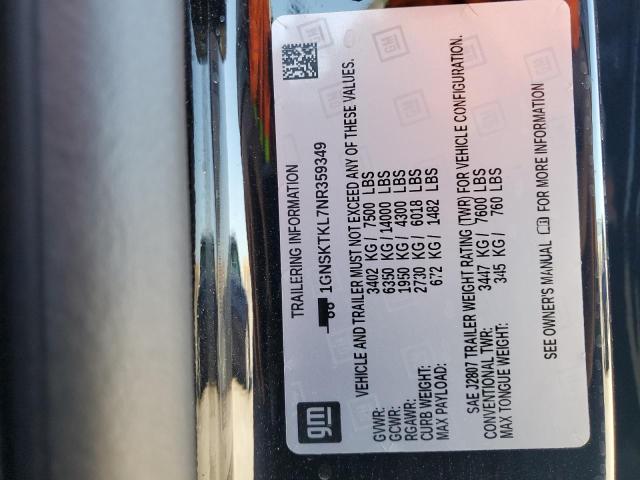 gm
TRAILERING INFORMATION
1GNSKTKL7NR359349
VEHICLE AND TRAILER MUST NOT EXCEED ANY OF THESE VALUES.
GVWR: 3402 KG / 7500 LBS
GCWR: 6350 KG / 14000 LBS
RGAWR: 1950 KG / 4300 LBS
CURB WEIGHT: 2730 KG / 6018 LBS
MAX PAYLOAD: 672 KG / 1482 LBS
SAE J2807 TRAILER WEIGHT RATING (TWR) FOR VEHICLE CONFIGURATION.
CONVENTIONAL TWR: 3447 KG / 7600 LBS
MAX TONGUE WEIGHT: 345 KG / 760 LBS
SEE OWNER'S MANUAL FOR MORE INFORMATION